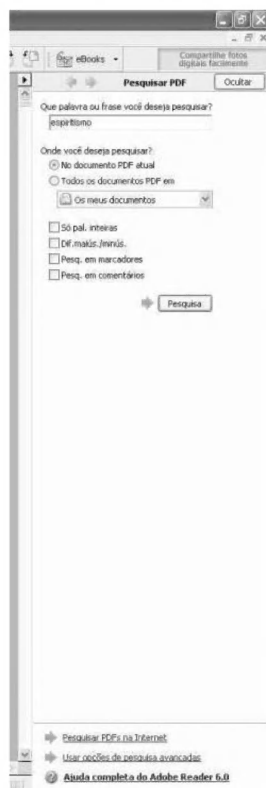 eBooks
Compartilhe fotos
digitais facilmente
Pesquisar PDF
Ocultar
Que palavra ou frase você deseja pesquisar?
espiritismo
Onde você deseja pesquisar?
No documento PDF atual
Todos os documentos PDF em
Os meus documentos
Só pal. inteiras
Dif.maiús./minús.
Pesq. em marcadores
Pesq. em comentários
Pesquisa
Pesquisar PDFs na Internet
Usar opções de pesquisa avançadas
Ajuda completa do Adobe Reader 6.0